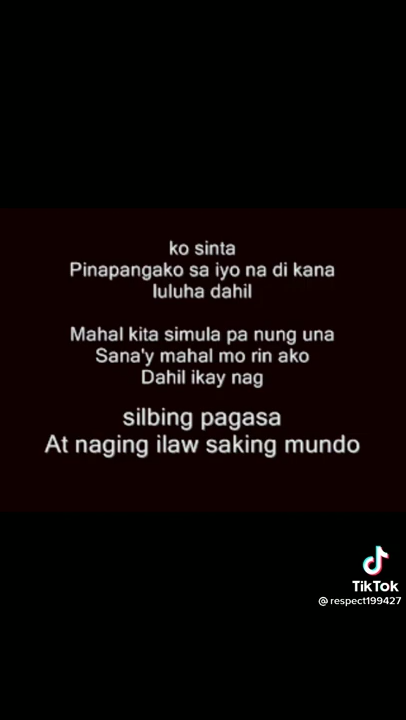 ko sinta
Pinapangako sa iyo na di kana
luluha dahil
Mahal kita simula pa nung una
Sana'y mahal mo rin ako
Dahil ikay nag
silbing pagasa
At naging ilaw saking mundo
TikTok
@respect199427